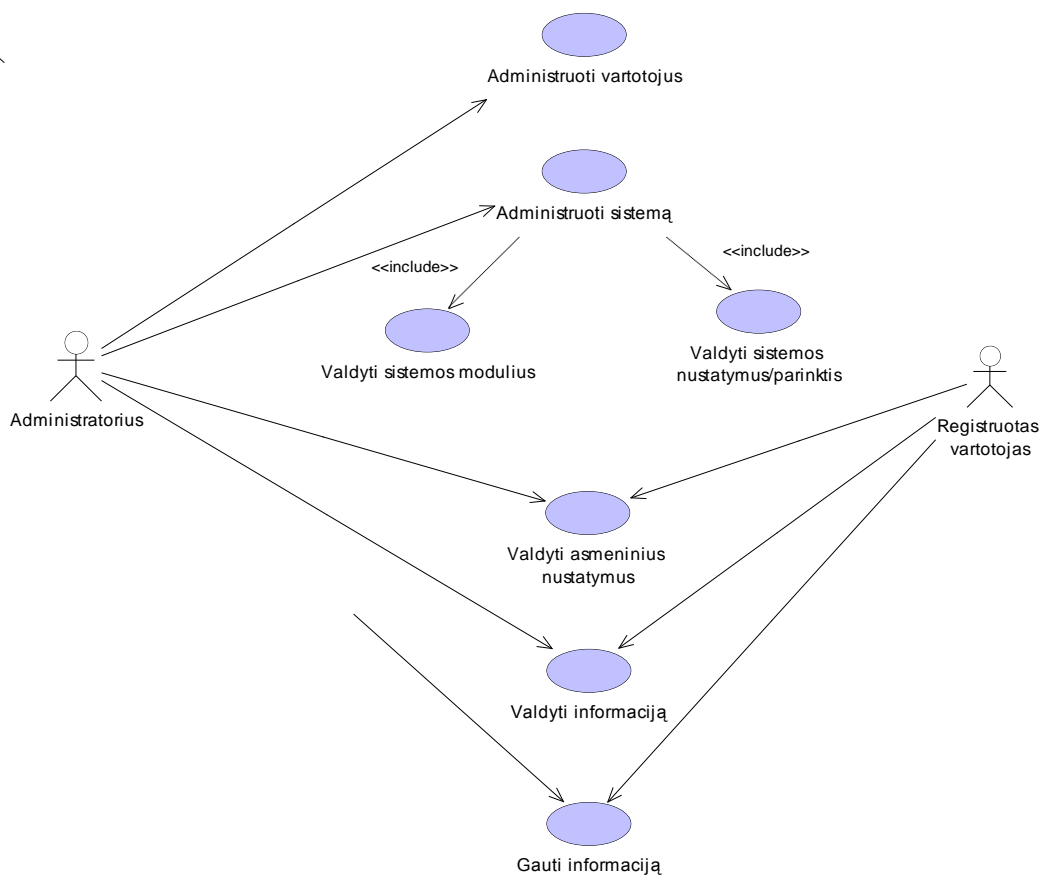 Administruoti vartotojus
Administruoti sistemą
<<include>>
<<include>>
Valdyti sistemos modulius
Valdyti sistemos
nustatymus/parinktis
Administratorius
Registruotas
vartotojas
Valdyti asmeninius
nustatymus
Valdyti informaciją
Gauti informaciją